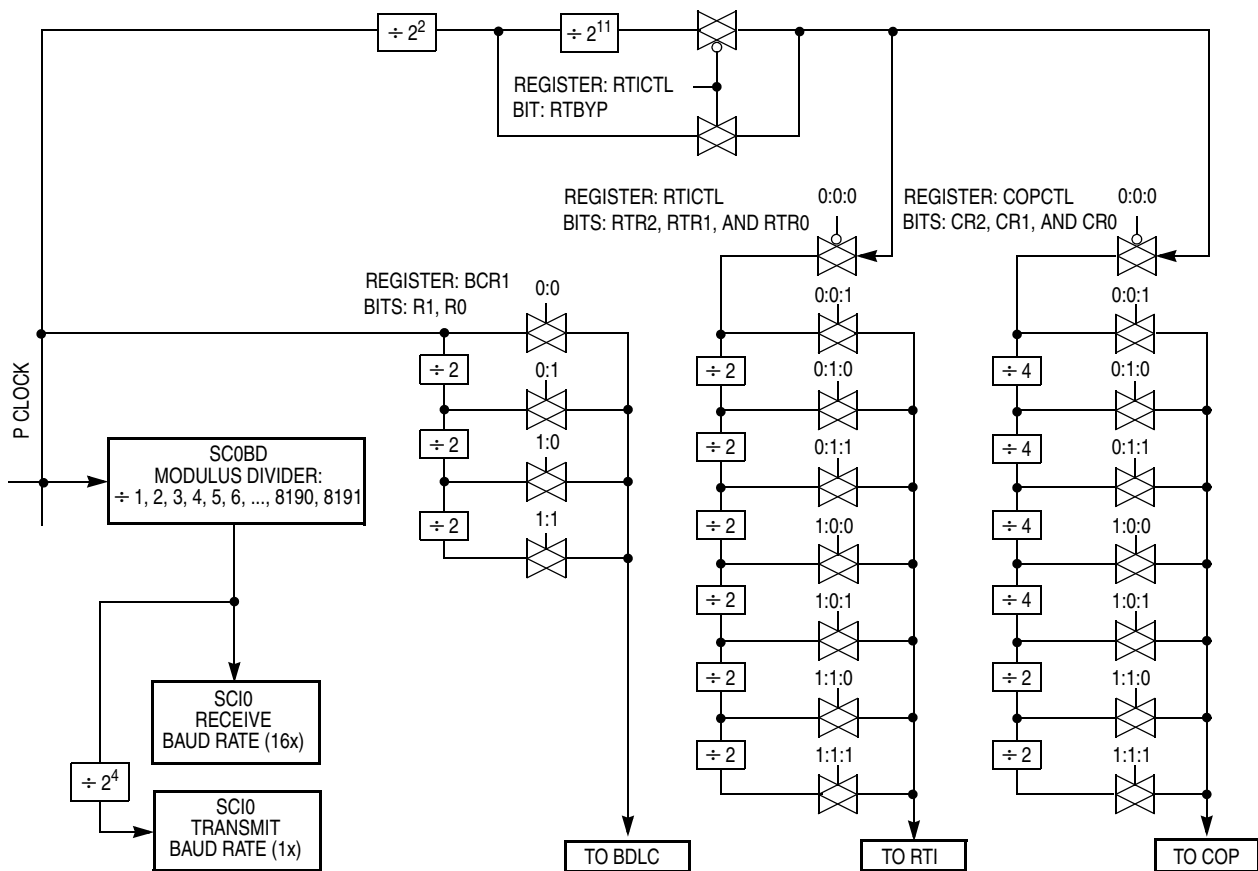 ÷ 2²
÷ 2¹¹
REGISTER: RTICTL
BIT: RTBYP
REGISTER: RTICTL
BITS: RTR2, RTR1, AND RTR0
0:0:0
REGISTER: COPCTL
BITS: CR2, CR1, AND CR0
0:0:0
REGISTER: BCR1
BITS: R1, R0
0:0
0:0:1
0:0:1
P CLOCK
÷ 2
÷ 2
÷ 4
0:1
0:1:0
0:1:0
SC0BD
MODULUS DIVIDER:
÷ 1, 2, 3, 4, 5, 6, ..., 8190, 8191
÷ 2
÷ 2
÷ 4
1:0
0:1:1
0:1:1
÷ 2
÷ 2
÷ 4
1:1
1:0:0
1:0:0
÷ 2
÷ 4
1:0:1
1:0:1
÷ 2
÷ 2
1:1:0
1:1:0
SCI0
RECEIVE
BAUD RATE (16x)
÷ 2
÷ 2
1:1:1
1:1:1
÷ 2⁴
SCI0
TRANSMIT
BAUD RATE (1x)
TO BDLC
TO RTI
TO COP